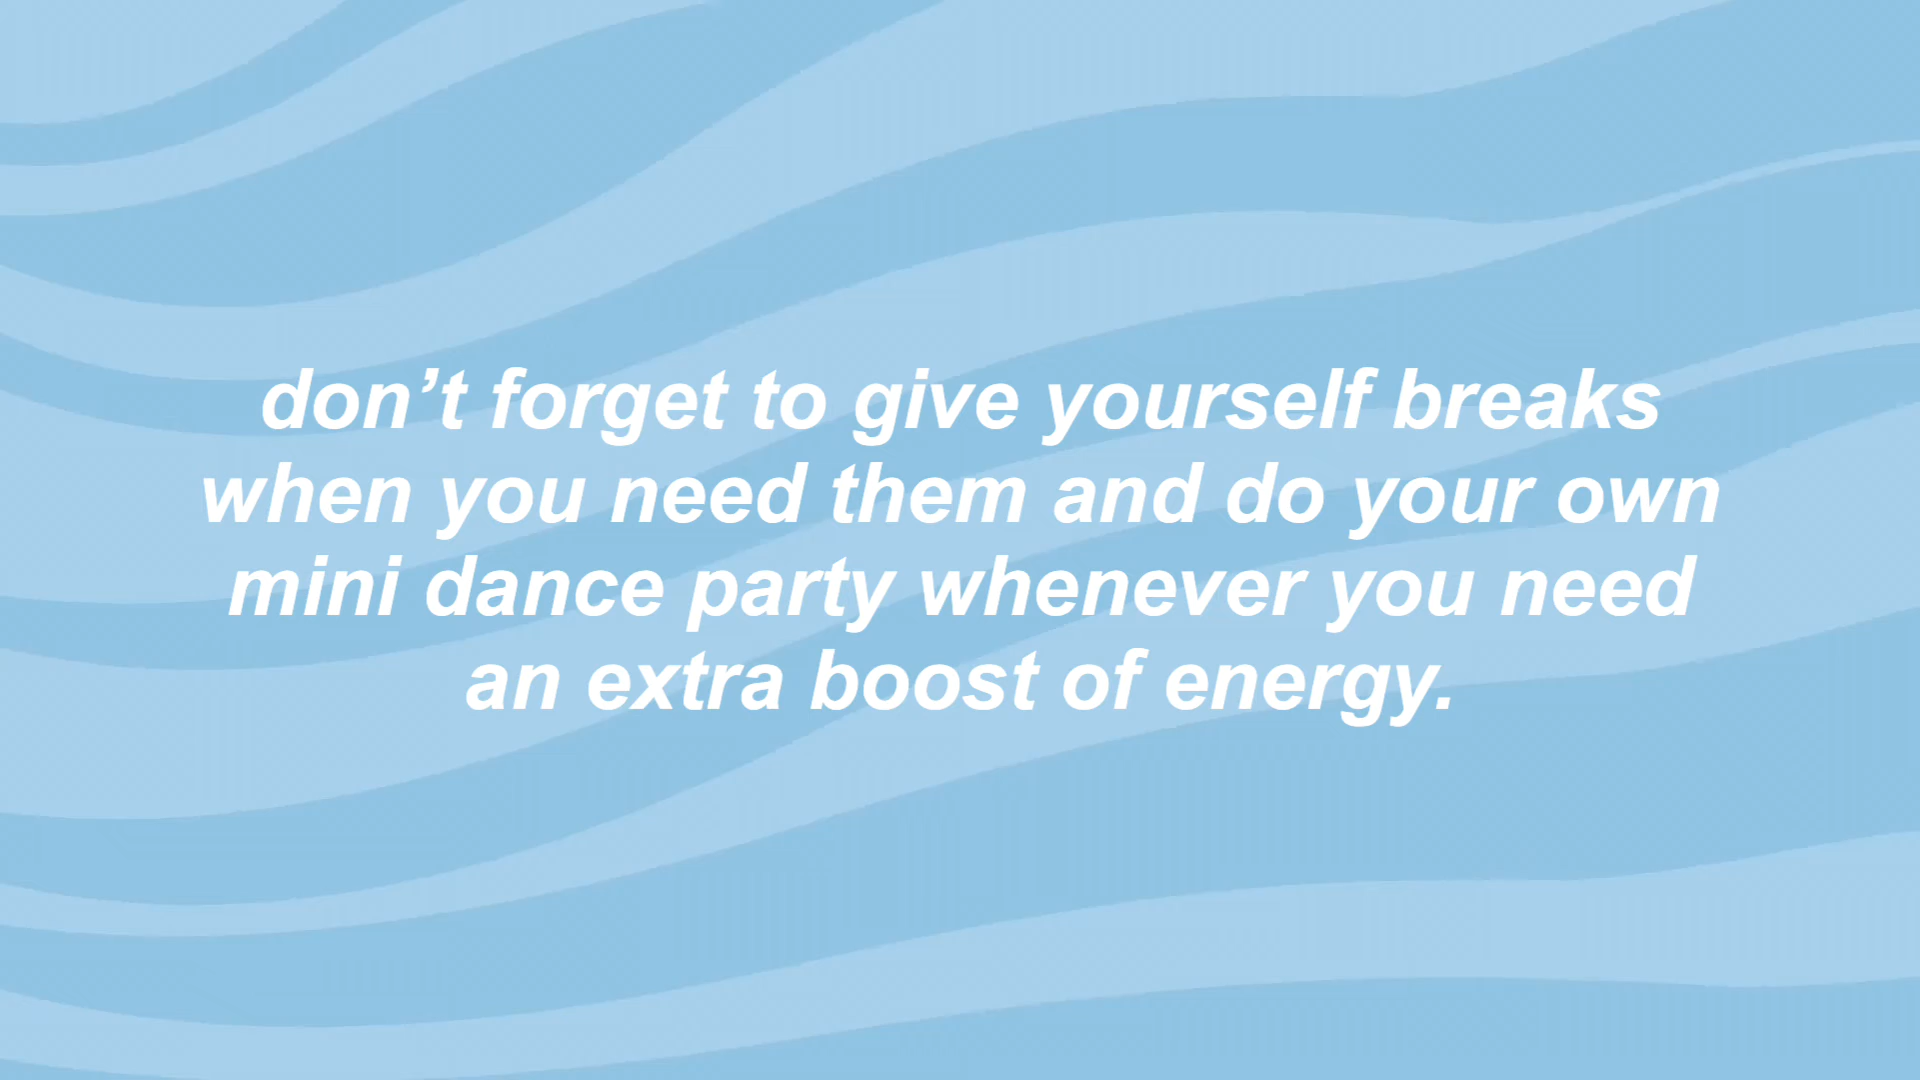 don’t forget to give yourself breaks
when you need them and do your own
mini dance party whenever you need
an extra boost of energy.